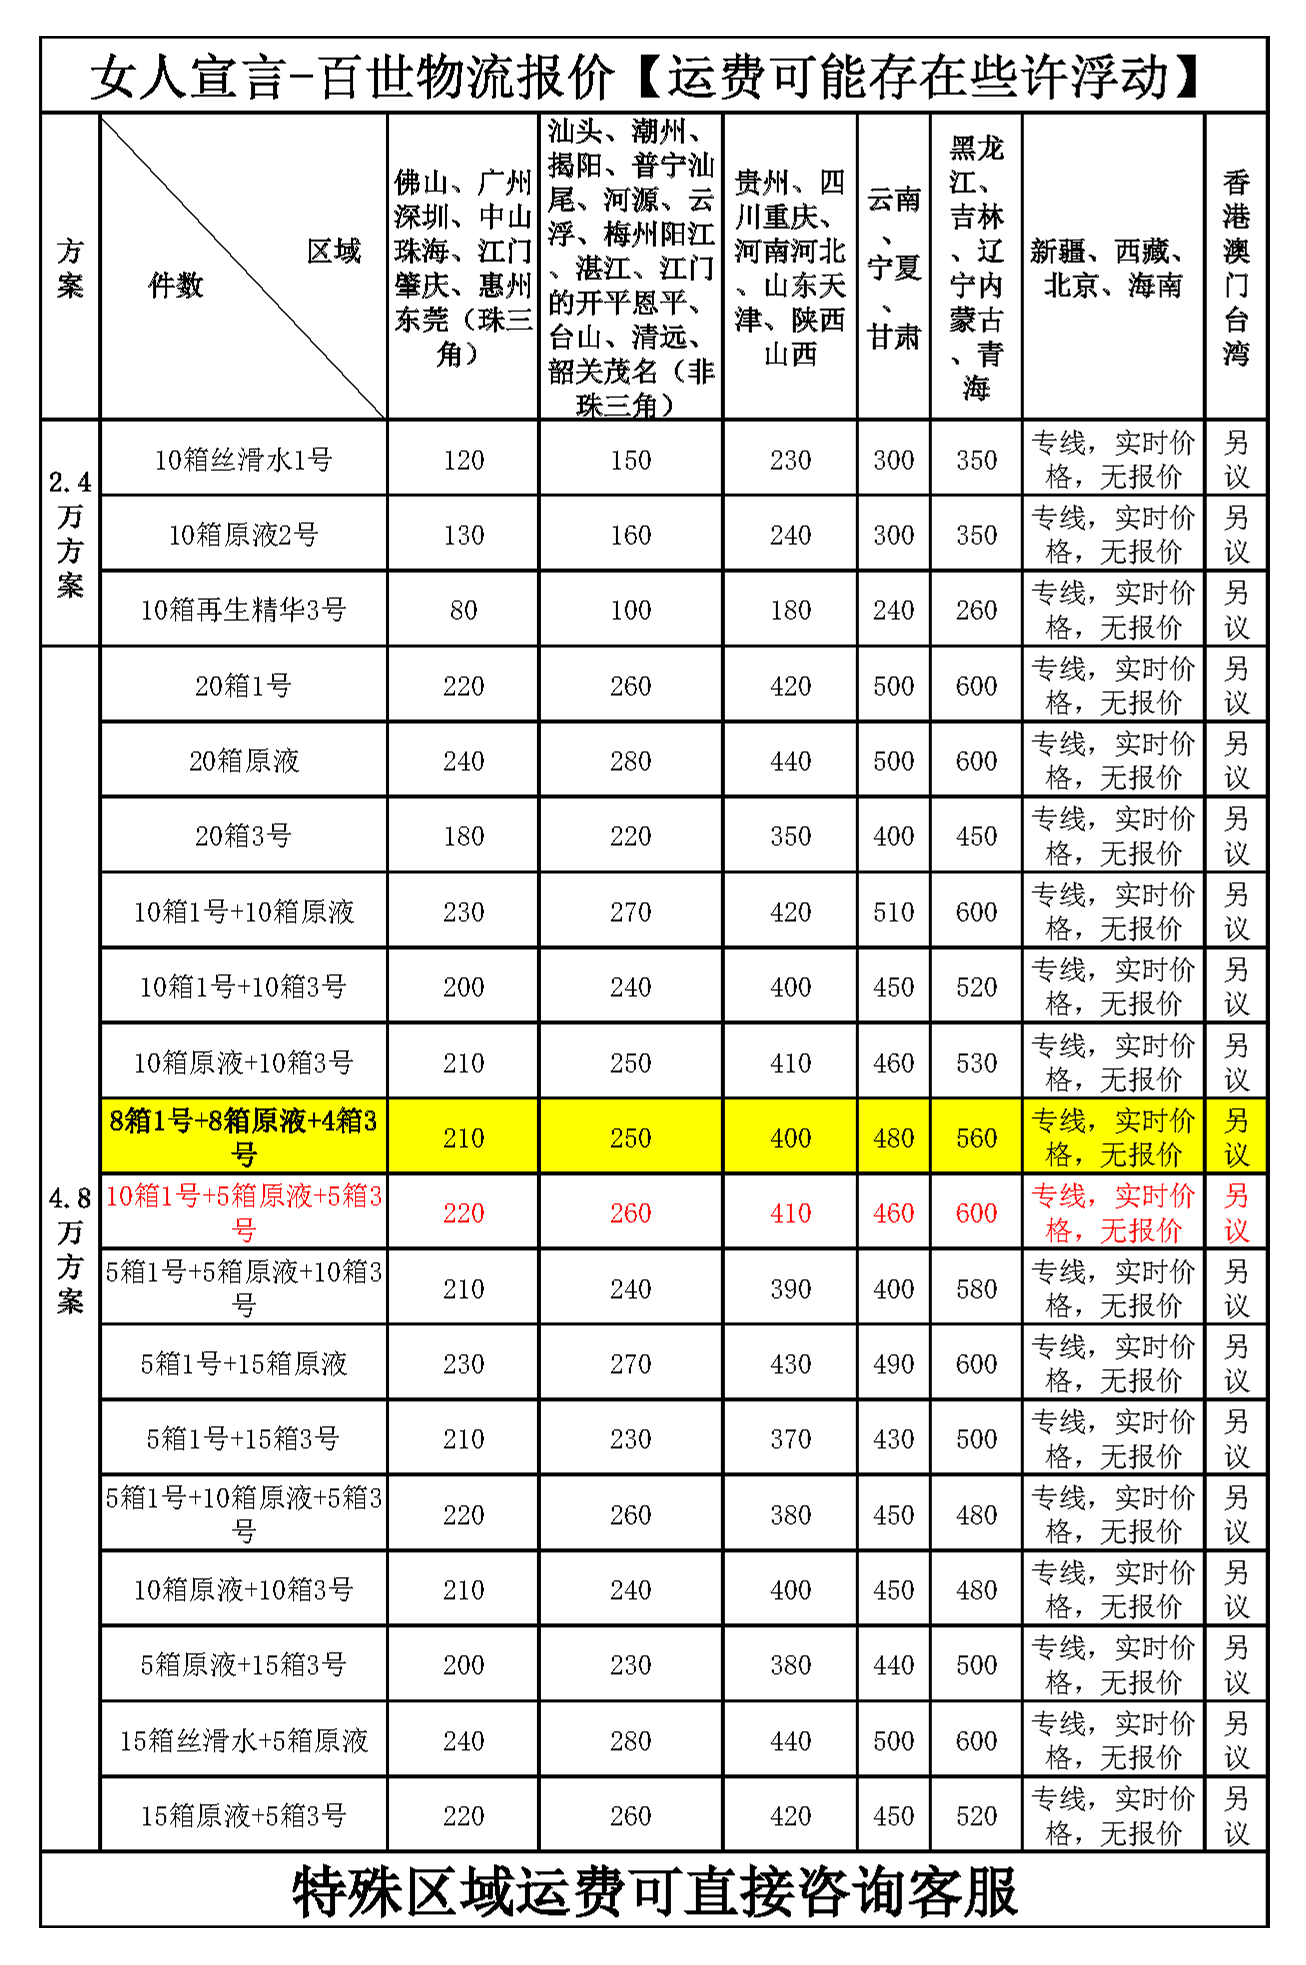 女人宣言-百世物流报价【运费可能存在些许浮动】
方
案
区域
件数
佛山、广州
深圳、中山
珠海、江门
肇庆、惠州
东莞（珠三
角）
汕头、潮州、
揭阳、普宁汕
尾、河源、云
浮、梅州阳江
、湛江、江门
的开平恩平、
台山、清远、
韶关茂名（非
珠三角）
贵州、四
川重庆、
河南河北
、山东天
津、陕西
山西
云南
、
宁夏
、
甘肃
黑龙
江、
吉林
、辽
宁内
蒙古
、青
海
新疆、西藏、
北京、海南
香
港
澳
门
台
湾
2.4
万
方
案
10箱丝滑水1号 120 150 230 300 350 专线，实时价
格，无报价 另
议
10箱原液2号 130 160 240 300 350 专线，实时价
格，无报价 另
议
10箱再生精华3号 80 100 180 240 260 专线，实时价
格，无报价 另
议
4.8
万
方
案
20箱1号 220 260 420 500 600 专线，实时价
格，无报价 另
议
20箱原液 240 280 440 500 600 专线，实时价
格，无报价 另
议
20箱3号 180 220 350 400 450 专线，实时价
格，无报价 另
议
10箱1号+10箱原液 230 270 420 510 600 专线，实时价
格，无报价 另
议
10箱1号+10箱3号 200 240 400 450 520 专线，实时价
格，无报价 另
议
10箱原液+10箱3号 210 250 410 460 530 专线，实时价
格，无报价 另
议
8箱1号+8箱原液+4箱3
号 210 250 400 480 560 专线，实时价
格，无报价 另
议
10箱1号+5箱原液+5箱3
号 220 260 410 460 600 专线，实时价
格，无报价 另
议
5箱1号+5箱原液+10箱3
号 210 240 390 400 580 专线，实时价
格，无报价 另
议
5箱1号+15箱原液 230 270 430 490 600 专线，实时价
格，无报价 另
议
5箱1号+15箱3号 210 230 370 430 500 专线，实时价
格，无报价 另
议
5箱1号+10箱原液+5箱3
号 220 260 380 450 480 专线，实时价
格，无报价 另
议
10箱原液+10箱3号 210 240 400 450 480 专线，实时价
格，无报价 另
议
5箱原液+15箱3号 200 230 380 440 500 专线，实时价
格，无报价 另
议
15箱丝滑水+5箱原液 240 280 440 500 600 专线，实时价
格，无报价 另
议
15箱原液+5箱3号 220 260 420 450 520 专线，实时价
格，无报价 另
议
特殊区域运费可直接咨询客服